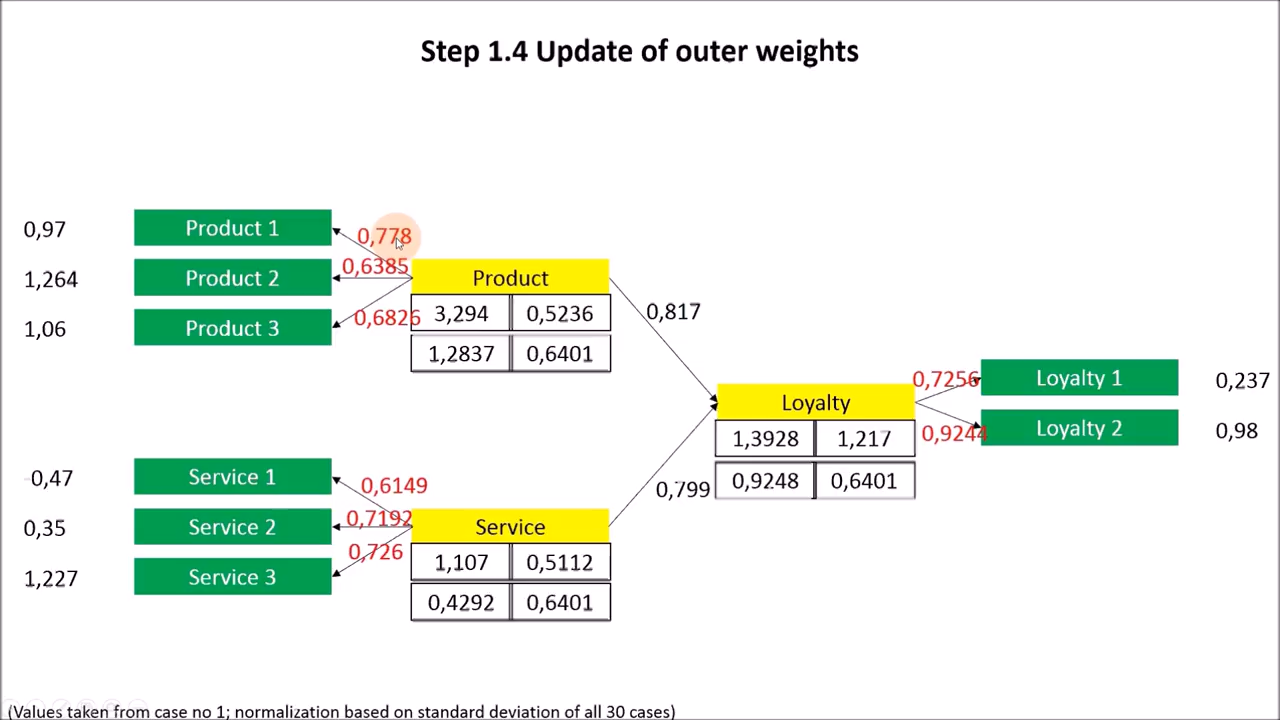 Step 1.4 Update of outer weights
0,97
Product 1
0,778
1,264
Product 2
0,6385
Product
1,06
Product 3
0,6826
3,294
0,5236
1,2837
0,6401
0,817
Loyalty
0,7256
Loyalty 1
0,237
1,3928
1,217
0,9244
Loyalty 2
0,98
0,9248
0,6401
-0,47
Service 1
0,6149
0,799
0,35
Service 2
0,7192
Service
1,227
Service 3
0,726
1,107
0,5112
0,4292
0,6401
(Values taken from case no 1; normalization based on standard deviation of all 30 cases)